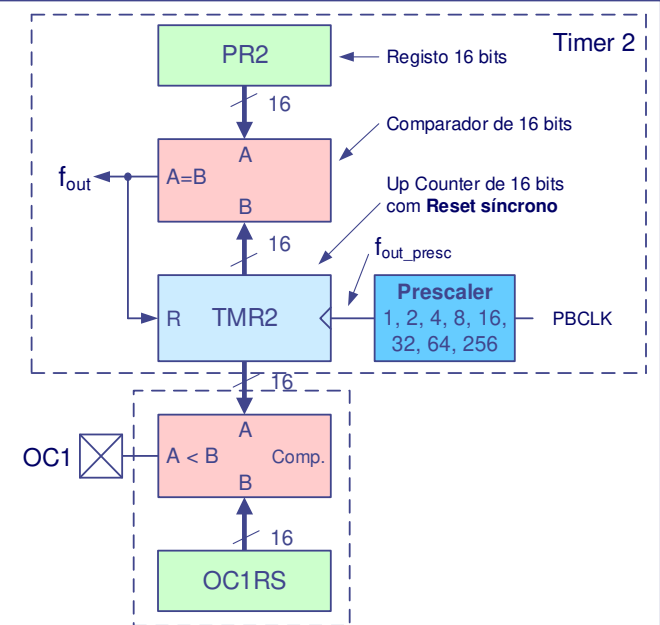 Timer 2
PR2
Registo 16 bits
16
Comparador de 16 bits
A
fout
A=B
B
Up Counter de 16 bits
com Reset síncrono
16
fout_presc
R
TMR2
Prescaler
1, 2, 4, 8, 16,
32, 64, 256
PBCLK
16
A
OC1
A < B
Comp.
B
16
OC1RS